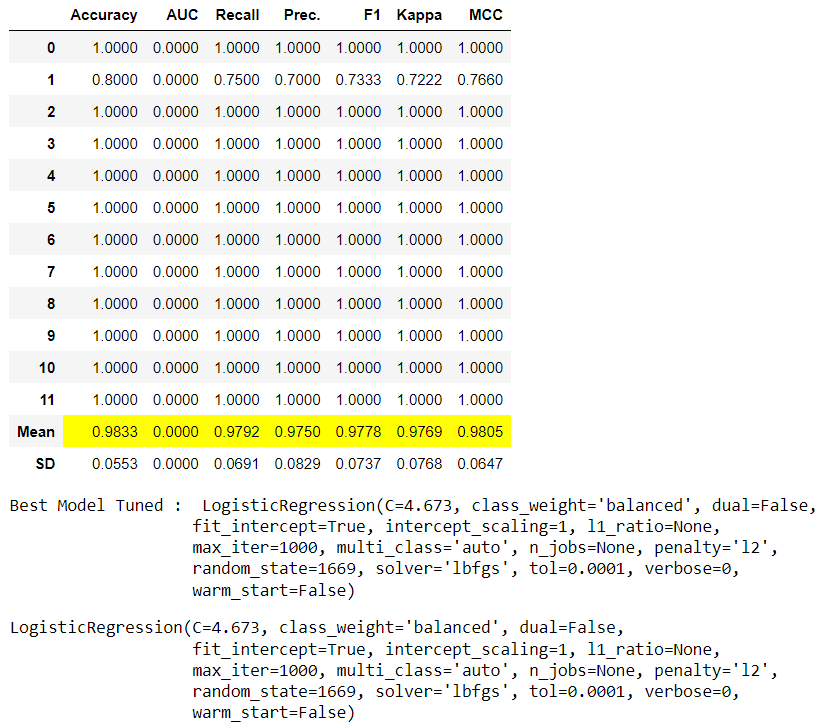 Accuracy AUC Recall Prec. F1 Kappa MCC
0 1.0000 0.0000 1.0000 1.0000 1.0000 1.0000 1.0000
1 0.8000 0.0000 0.7500 0.7000 0.7333 0.7222 0.7660
2 1.0000 0.0000 1.0000 1.0000 1.0000 1.0000 1.0000
3 1.0000 0.0000 1.0000 1.0000 1.0000 1.0000 1.0000
4 1.0000 0.0000 1.0000 1.0000 1.0000 1.0000 1.0000
5 1.0000 0.0000 1.0000 1.0000 1.0000 1.0000 1.0000
6 1.0000 0.0000 1.0000 1.0000 1.0000 1.0000 1.0000
7 1.0000 0.0000 1.0000 1.0000 1.0000 1.0000 1.0000
8 1.0000 0.0000 1.0000 1.0000 1.0000 1.0000 1.0000
9 1.0000 0.0000 1.0000 1.0000 1.0000 1.0000 1.0000
10 1.0000 0.0000 1.0000 1.0000 1.0000 1.0000 1.0000
11 1.0000 0.0000 1.0000 1.0000 1.0000 1.0000 1.0000
Mean 0.9833 0.0000 0.9792 0.9750 0.9778 0.9769 0.9805
SD 0.0553 0.0000 0.0691 0.0829 0.0737 0.0768 0.0647
Best Model Tuned :  LogisticRegression(C=4.673, class_weight='balanced', dual=False,
fit_intercept=True, intercept_scaling=1, l1_ratio=None,
max_iter=1000, multi_class='auto', n_jobs=None, penalty='l2',
random_state=1669, solver='lbfgs', tol=0.0001, verbose=0,
warm_start=False)
LogisticRegression(C=4.673, class_weight='balanced', dual=False,
fit_intercept=True, intercept_scaling=1, l1_ratio=None,
max_iter=1000, multi_class='auto', n_jobs=None, penalty='l2',
random_state=1669, solver='lbfgs', tol=0.0001, verbose=0,
warm_start=False)